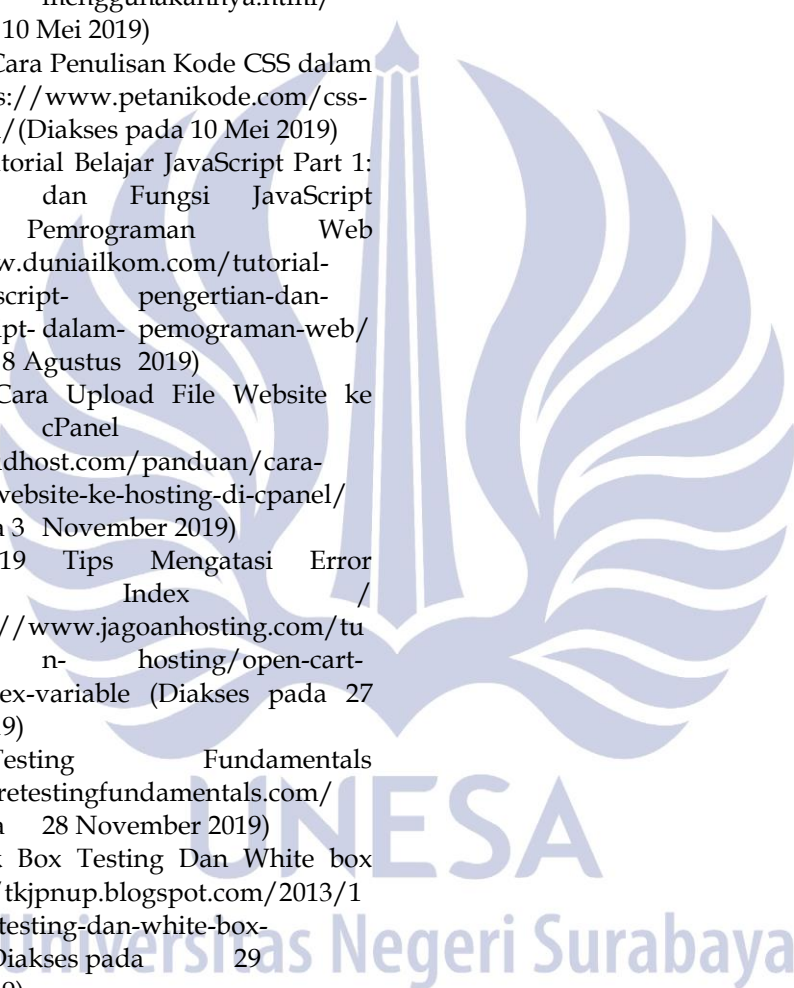 10 Mei 2019)
Cara Penulisan Kode CSS dalam
s://www.petanikode.com/css-
/(Diakses pada 10 Mei 2019)
torial Belajar JavaScript Part 1:
dan Fungsi JavaScript
Pemrograman Web
w.duniailkom.com/tutorial-
script- pengertian-dan-
pt- dalam- pemograman-web/
8 Agustus 2019)
Cara Upload File Website ke
cPanel
dhost.com/panduan/cara-
website-ke-hosting-di-cpanel/
a 3 November 2019)
19 Tips Mengatasi Error
Index /
//www.jagoanhosting.com/tu
n- hosting/open-cart-
ex-variable (Diakses pada 27
19)
Testing Fundamentals
retestingfundamentals.com/
a 28 November 2019)
k Box Testing Dan White box
/tkjpnup.blogspot.com/2013/1
testing-dan-white-box-
Diakses pada 29
UNESA
Universitas Negeri Surabaya